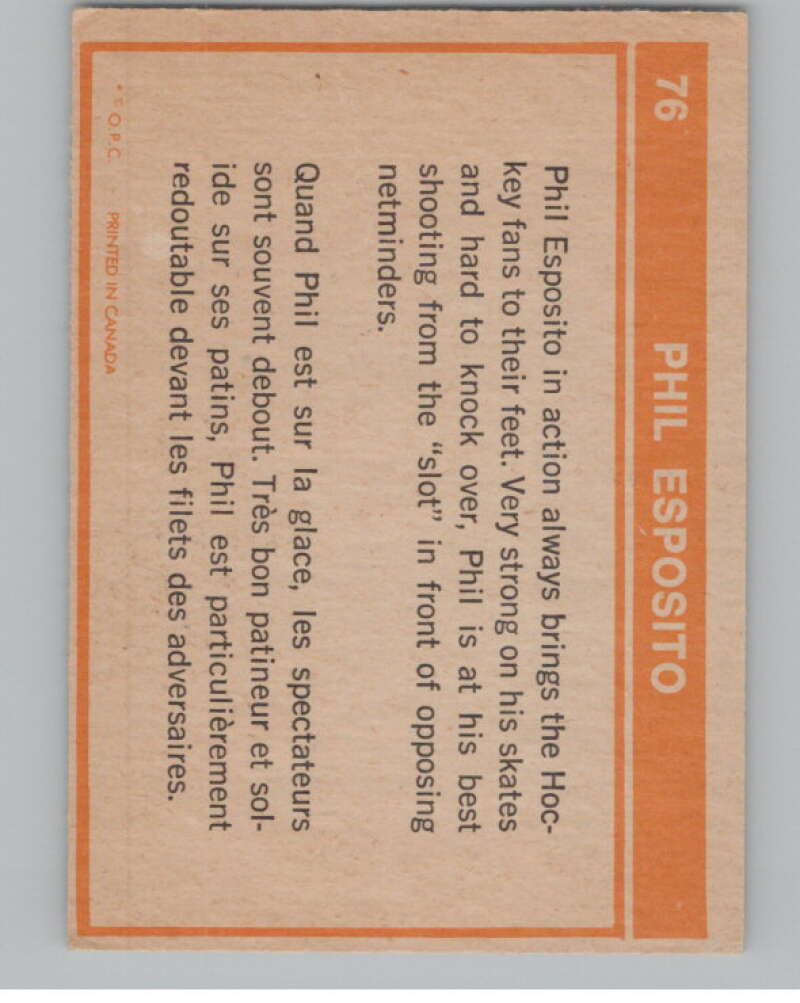 76 PHIL ESPOSITO
Phil Esposito in action always brings the Hoc-
key fans to their feet. Very strong on his skates
and hard to knock over, Phil is at his best
shooting from the "slot" in front of opposing
netminders.
Quand Phil est sur la glace, les spectateurs
sont souvent debout. Très bon patineur et sol-
ide sur ses patins, Phil est particulièrement
redoutable devant les filets des adversaires.
* © O.P.C. PRINTED IN CANADA